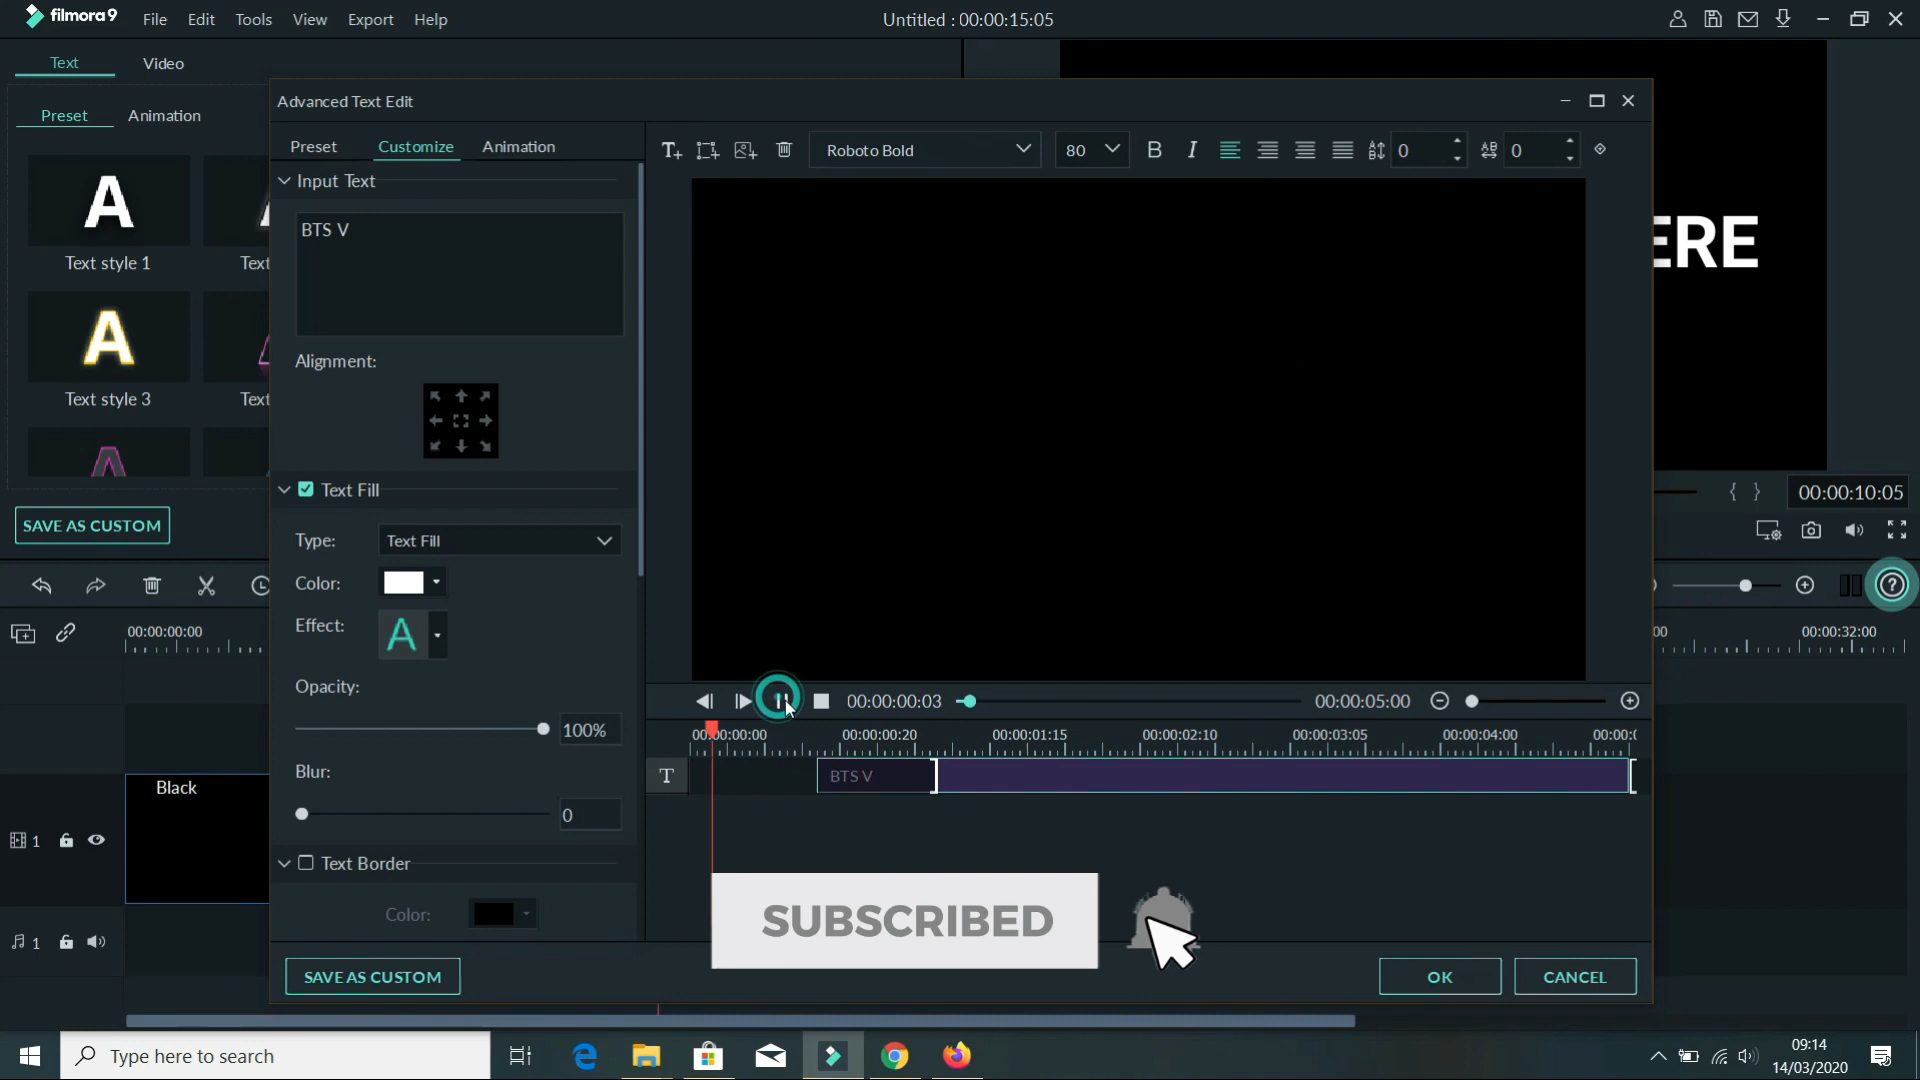 filmora9 File Edit Tools View Export Help
Untitled : 00:00:15:05
Text Video
Preset Animation
A
Text style 1
Text
A
Text style 3
Text
A
SAVE AS CUSTOM
Advanced Text Edit
Preset Customize Animation
Roboto Bold 80 B I 0 0
Input Text
BTS V
Alignment:
Text Fill
Type: Text Fill
Color:
Effect: A
Opacity:
100%
Blur:
0
Text Border
Color:
ERE
00:00:10:05
00:00:00:03 00:00:05:00
00:00:00:00 00:00:00:20 00:00:01:15 00:00:02:10 00:00:03:05 00:00:04:00 00:00:0
T BTS V
SUBSCRIBED
SAVE AS CUSTOM OK CANCEL
00:00:00:00
00 00:00:32:00
Black
1
1
Type here to search
09:14
14/03/2020